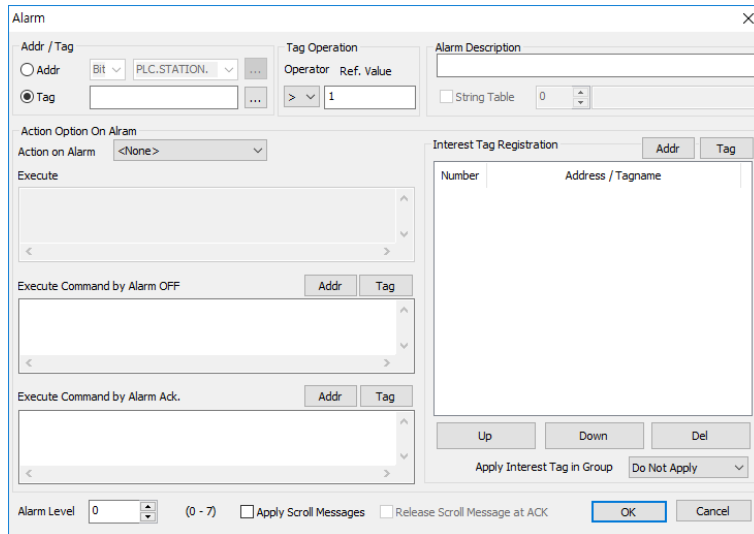 Alarm
Addr / Tag
Addr Bit PLC.STATION. ...
Tag ...
Tag Operation
Operator Ref. Value
> 1
Alarm Description
String Table 0
Action Option On Alram
Action on Alarm <None>
Execute
Execute Command by Alarm OFF Addr Tag
Execute Command by Alarm Ack. Addr Tag
Interest Tag Registration Addr Tag
Number Address / Tagname
Up Down Del
Apply Interest Tag in Group Do Not Apply
Alarm Level 0 (0 - 7) Apply Scroll Messages Release Scroll Message at ACK OK Cancel